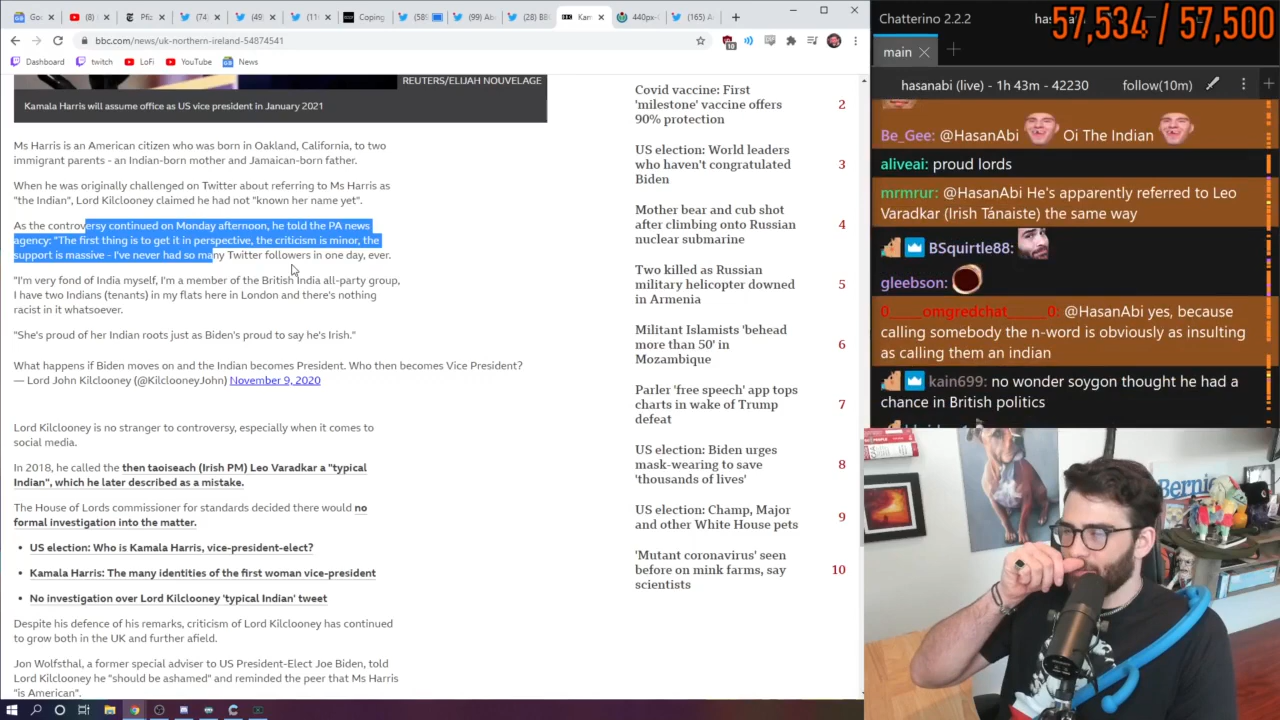 Go
(8)
Pfiz
(74)
(49)
(110
Coping
(580
(99) Ab
(28) BB
Kam
440px-
(165) A
bbc.com/news/uk-northern-ireland-54874541
10
Dashboard
twitch
LoFi
YouTube
News
REUTERS/ELIJAH NOUVELAGE
Kamala Harris will assume office as US vice president in January 2021
Ms Harris is an American citizen who was born in Oakland, California, to two
immigrant parents - an Indian-born mother and Jamaican-born father.
When he was originally challenged on Twitter about referring to Ms Harris as
"the Indian", Lord Kilclooney claimed he had not "known her name yet".
As the controversy continued on Monday afternoon, he told the PA news
agency: "The first thing is to get it in perspective, the criticism is minor, the
support is massive - I've never had so many Twitter followers in one day, ever.
"I'm very fond of India myself, I'm a member of the British India all-party group,
I have two Indians (tenants) in my flats here in London and there's nothing
racist in it whatsoever.
"She's proud of her Indian roots just as Biden's proud to say he's Irish."
What happens if Biden moves on and the Indian becomes President. Who then becomes Vice President?
— Lord John Kilclooney (@KilclooneyJohn) November 9, 2020
Lord Kilclooney is no stranger to controversy, especially when it comes to
social media.
In 2018, he called the then taoiseach (Irish PM) Leo Varadkar a "typical
Indian", which he later described as a mistake.
The House of Lords commissioner for standards decided there would no
formal investigation into the matter.
• US election: Who is Kamala Harris, vice-president-elect?
• Kamala Harris: The many identities of the first woman vice-president
• No investigation over Lord Kilclooney 'typical Indian' tweet
Despite his defence of his remarks, criticism of Lord Kilclooney has continued
to grow both in the UK and further afield.
Jon Wolfsthal, a former special adviser to US President-Elect Joe Biden, told
Lord Kilclooney he "should be ashamed" and reminded the peer that Ms Harris
"is American".
Covid vaccine: First
'milestone' vaccine offers
90% protection
2
US election: World leaders
who haven't congratulated
Biden
3
Mother bear and cub shot
after climbing onto Russian
nuclear submarine
4
Two killed as Russian
military helicopter downed
in Armenia
5
Militant Islamists 'behead
more than 50' in
Mozambique
6
Parler 'free speech' app tops
charts in wake of Trump
defeat
7
US election: Biden urges
mask-wearing to save
'thousands of lives'
8
US election: Champ, Major
and other White House pets
9
'Mutant coronavirus' seen
before on mink farms, say
scientists
10
Chatterino 2.2.2
has
57,534 / 57,500
main
hasanabi (live) - 1h 43m - 42230
follow(10m)
Be_Gee: @HasanAbi Oi The Indian
aliveai: proud lords
mrmrur: @HasanAbi He's apparently referred to Leo
Varadkar (Irish Tánaiste) the same way
BSquirtle88:
gleebson:
0____omgredchat____0: @HasanAbi yes, because
calling somebody the n-word is obviously as insulting
as calling them an indian
kain699: no wonder soygon thought he had a
chance in British politics
Bernie